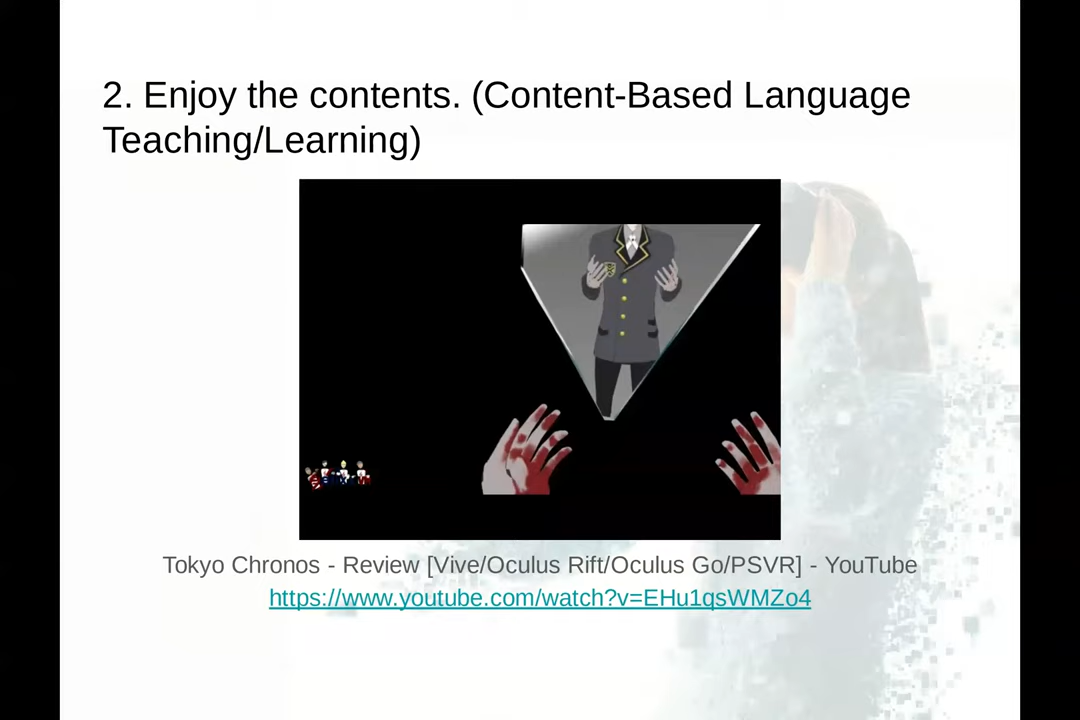 2. Enjoy the contents. (Content-Based Language
Teaching/Learning)
Tokyo Chronos - Review [Vive/Oculus Rift/Oculus Go/PSVR] - YouTube
https://www.youtube.com/watch?v=EHu1qsWMZo4